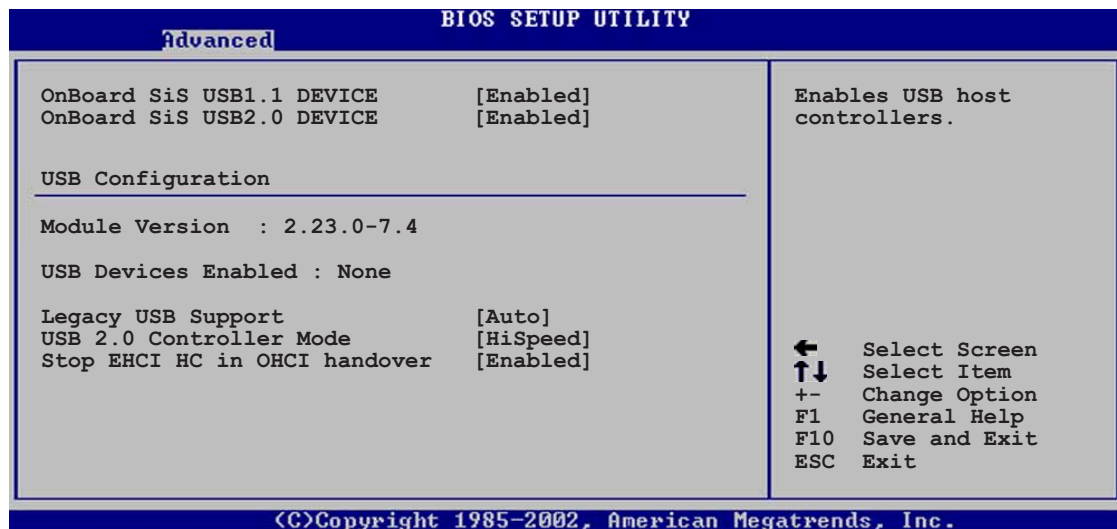 BIOS SETUP UTILITY
Advanced
OnBoard SiS USB1.1 DEVICE [Enabled]
OnBoard SiS USB2.0 DEVICE [Enabled]
USB Configuration
Module Version : 2.23.0-7.4
USB Devices Enabled : None
Legacy USB Support [Auto]
USB 2.0 Controller Mode [HiSpeed]
Stop EHCI HC in OHCI handover [Enabled]
Enables USB host
controllers.
← Select Screen
↑↓ Select Item
+- Change Option
F1 General Help
F10 Save and Exit
ESC Exit
(C)Copyright 1985-2002, American Megatrends, Inc.